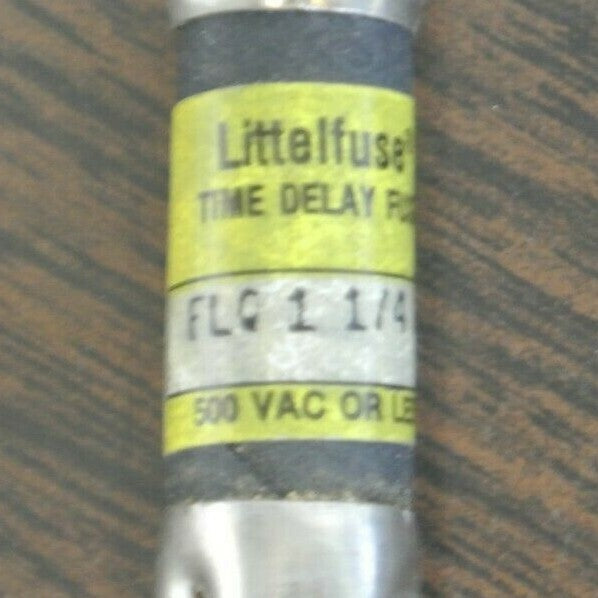 Littelfuse®
TIME DELAY
FLQ 1 1/4
500 VAC OR